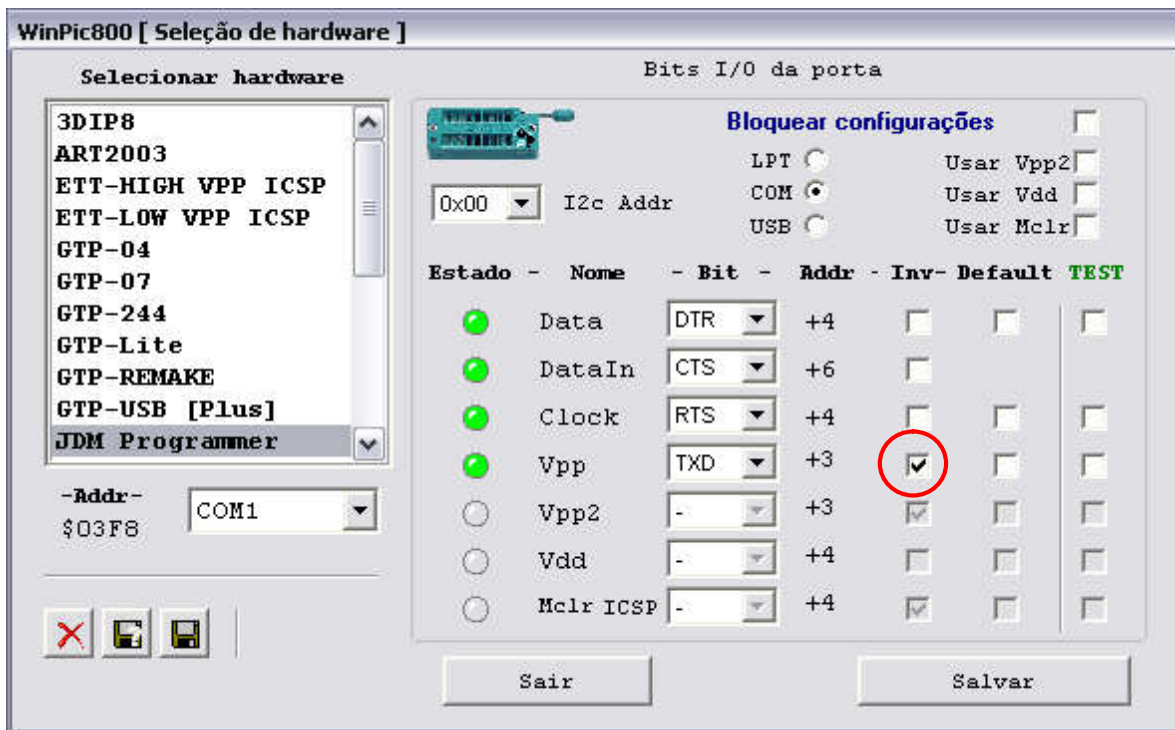 WinPic800 [ Seleção de hardware ]
Selecionar hardware
3DIP8
ART2003
ETT-HIGH VPP ICSP
ETT-LOW VPP ICSP
GTP-04
GTP-07
GTP-244
GTP-Lite
GTP-REMAKE
GTP-USB [Plus]
JDM Programmer
-Addr-
$03F8
COM1
Bits I/O da porta
Bloquear configurações
LPT
Usar Vpp2
0x00 I2c Addr
COM
Usar Vdd
USB
Usar Mclr
Estado - Nome - Bit - Addr - Inv- Default TEST
Data DTR +4
DataIn CTS +6
Clock RTS +4
Vpp TXD +3
Vpp2 - +3
Vdd - +4
Mclr ICSP - +4
Sair
Salvar